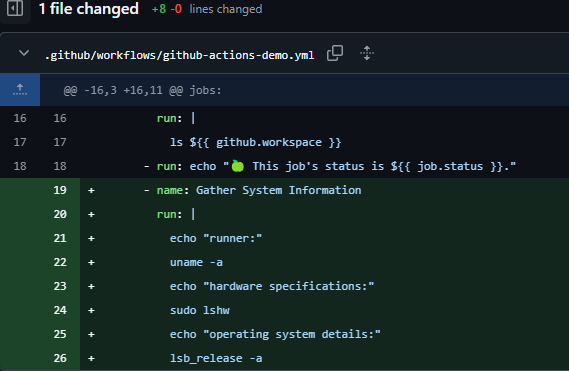 1 file changed +8 -0 lines changed
.github/workflows/github-actions-demo.yml
@@ -16,3 +16,11 @@ jobs:
16 16 run: |
17 17 ls ${{ github.workspace }}
18 18 - run: echo "🍏 This job's status is ${{ job.status }}."
19 + - name: Gather System Information
20 + run: |
21 + echo "runner:"
22 + uname -a
23 + echo "hardware specifications:"
24 + sudo lshw
25 + echo "operating system details:"
26 + lsb_release -a